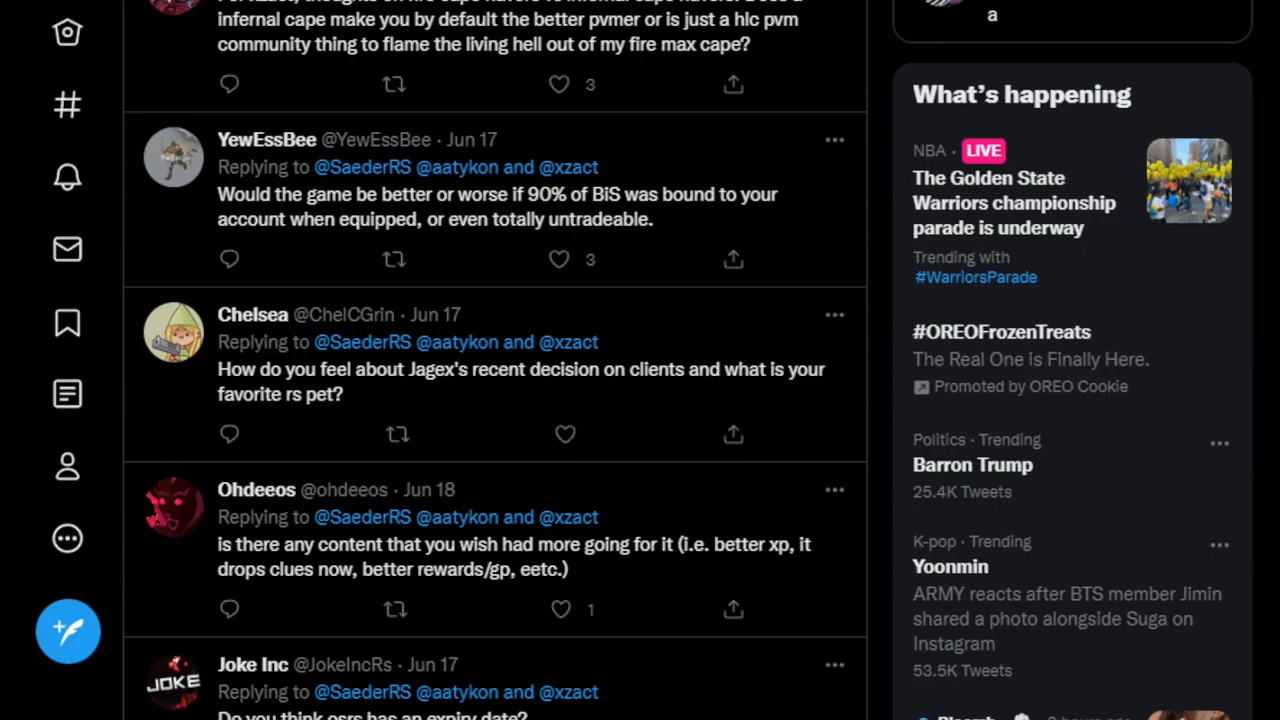 infernal cape make you by default the better pvmer or is just a hlc pvm
community thing to flame the living hell out of my fire max cape?
3
YewEssBee @YewEssBee · Jun 17
Replying to @SaederRS @aatykon and @xzact
Would the game be better or worse if 90% of BiS was bound to your
account when equipped, or even totally untradeable.
3
Chelsea @ChelCGrin · Jun 17
Replying to @SaederRS @aatykon and @xzact
How do you feel about Jagex's recent decision on clients and what is your
favorite rs pet?
Ohdeeos @ohdeeos · Jun 18
Replying to @SaederRS @aatykon and @xzact
is there any content that you wish had more going for it (i.e. better xp, it
drops clues now, better rewards/gp, eetc.)
1
JOKE
Joke Inc @JokeIncRs · Jun 17
Replying to @SaederRS @aatykon and @xzact
Do you think osrs has an expiry date?
a
What's happening
NBA · LIVE
The Golden State
Warriors championship
parade is underway
Trending with
#WarriorsParade
#OREOFrozenTreats
The Real One is Finally Here.
Promoted by OREO Cookie
Politics · Trending
Barron Trump
25.4K Tweets
K-pop · Trending
Yoonmin
ARMY reacts after BTS member Jimin
shared a photo alongside Suga on
Instagram
53.5K Tweets